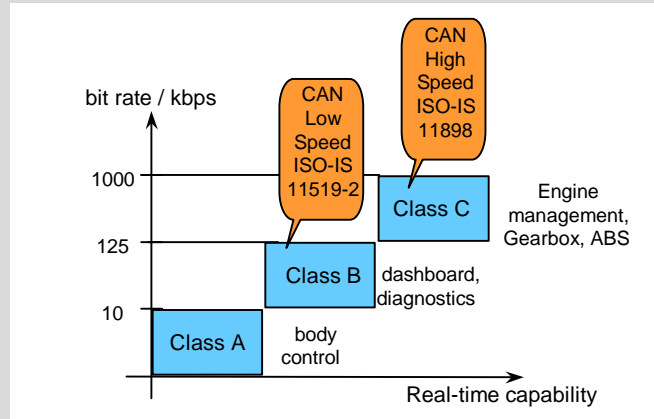 bit rate / kbps
CAN
Low
Speed
ISO-IS
11519-2
CAN
High
Speed
ISO-IS
11898
1000
125
10
Class C
Engine
management,
Gearbox, ABS
Class B
dashboard,
diagnostics
Class A
body
control
Real-time capability